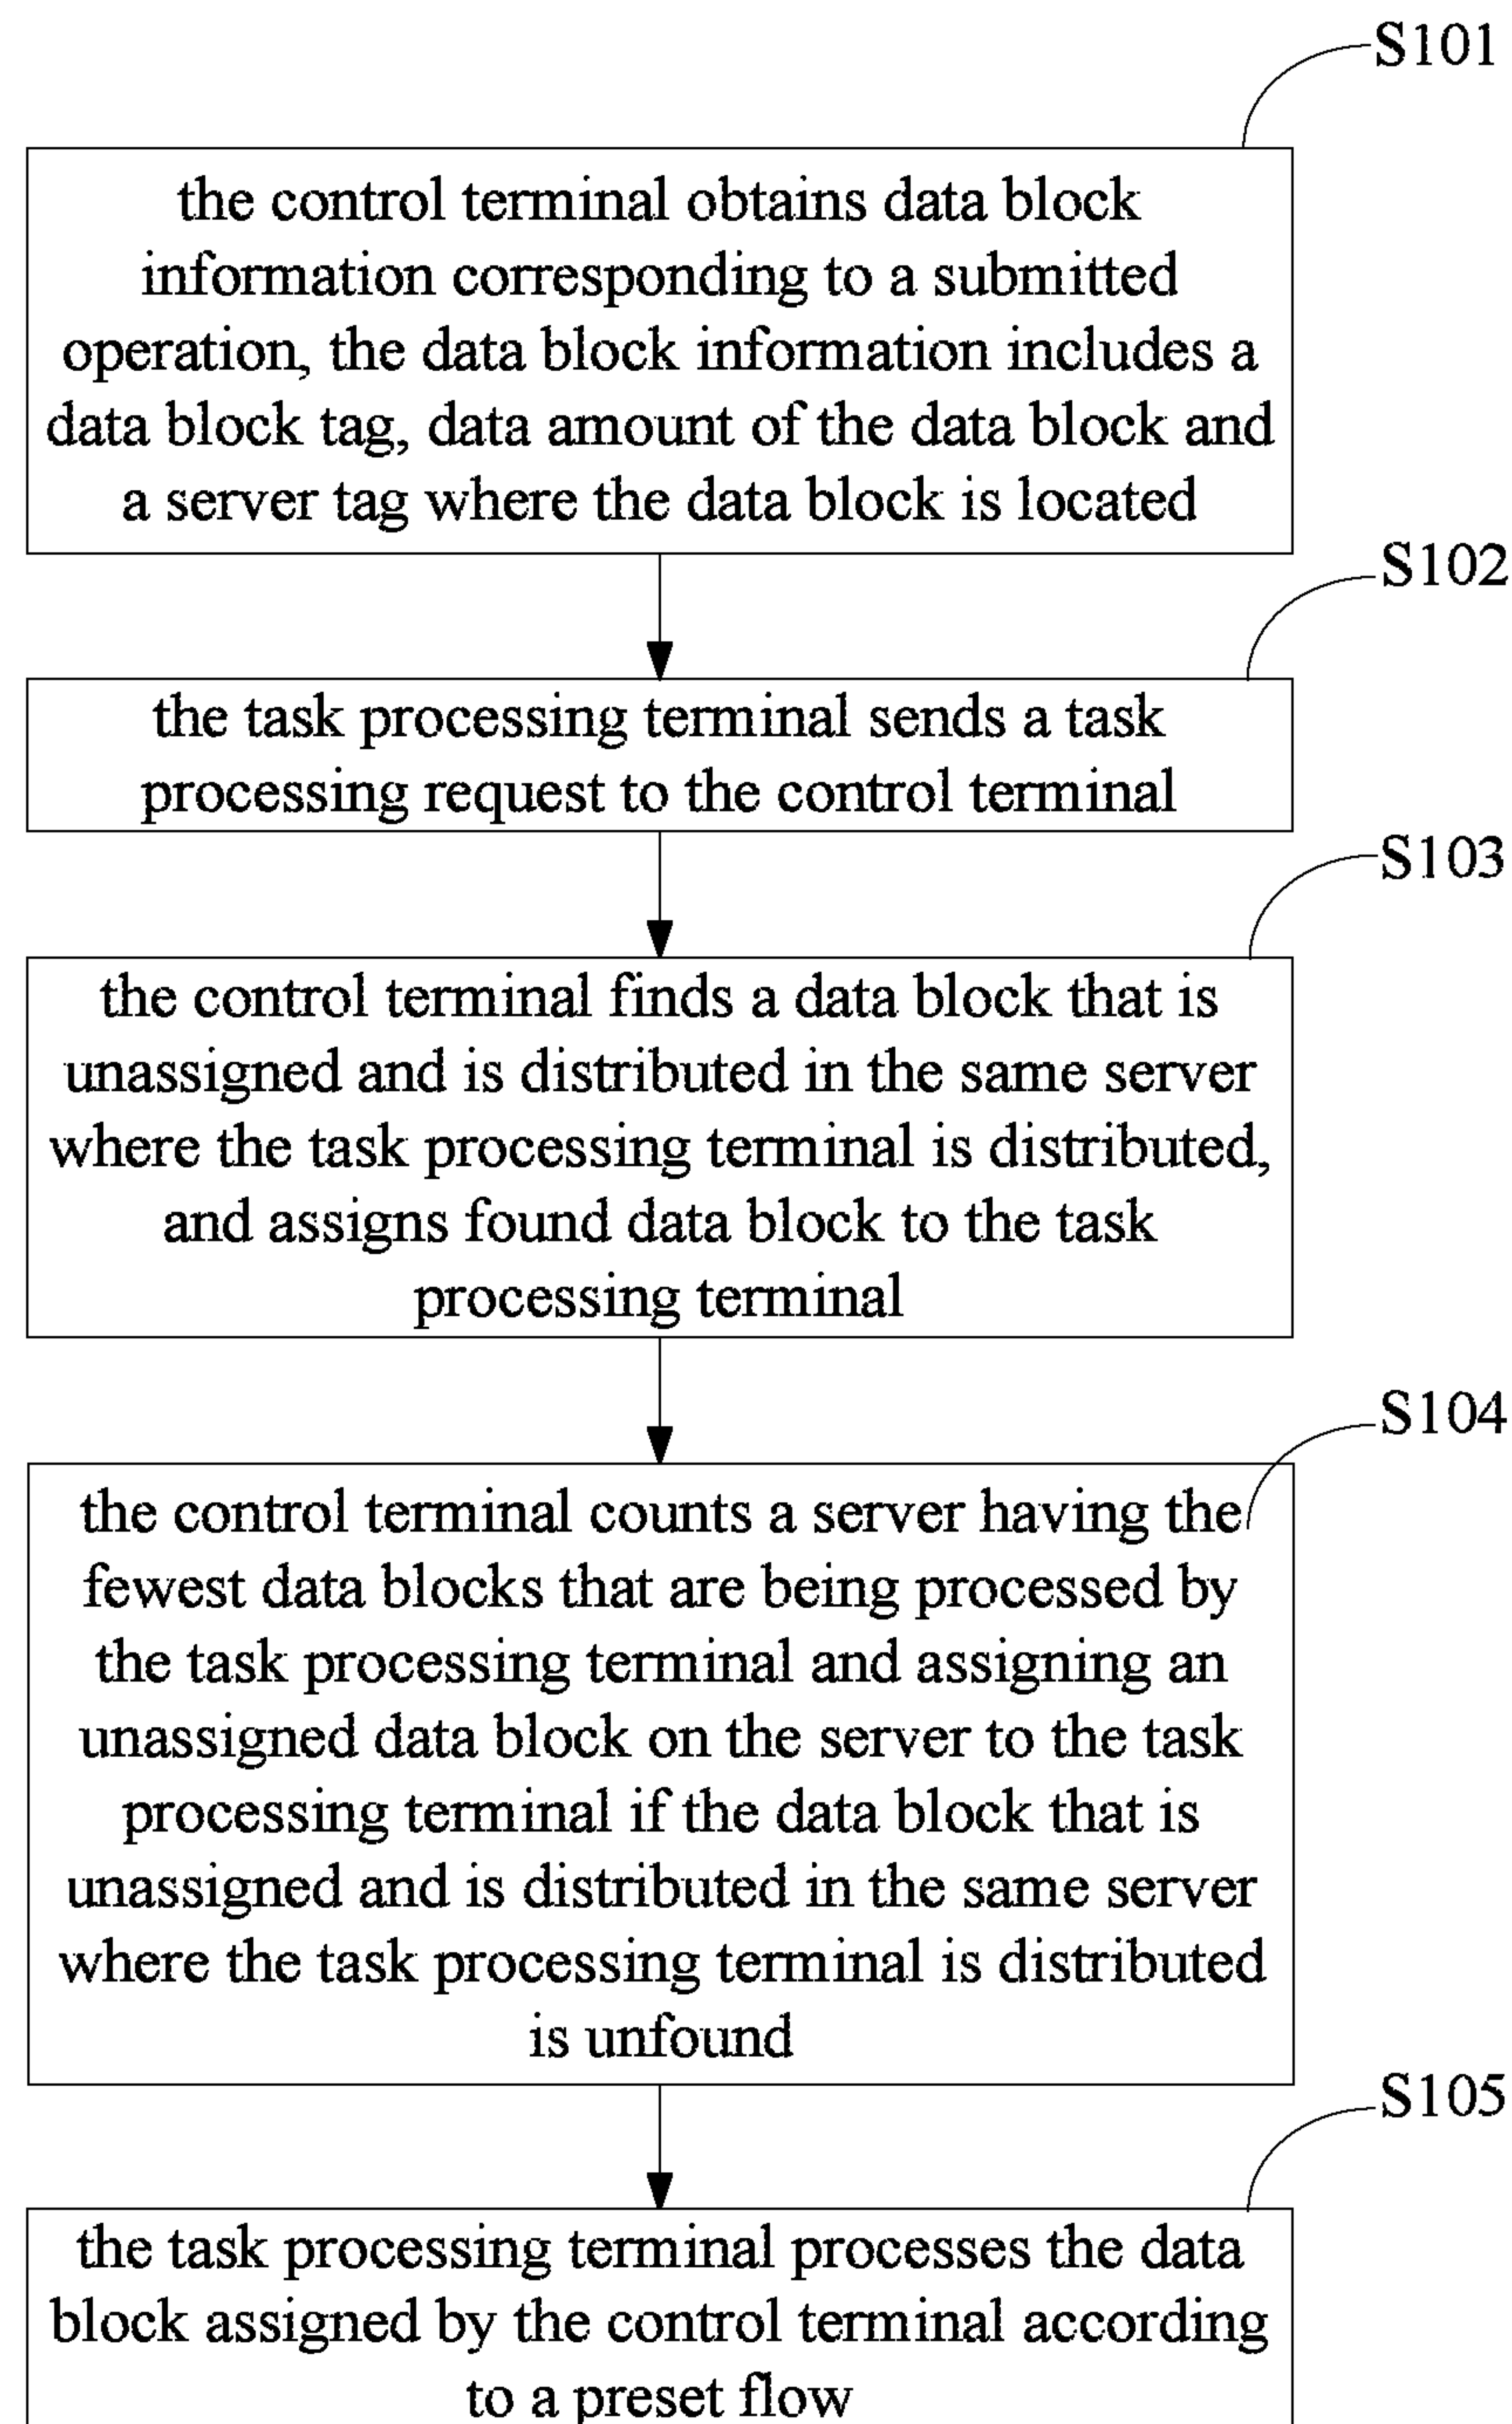 S101
the control terminal obtains data block
information corresponding to a submitted
operation, the data block information includes a
data block tag, data amount of the data block and
a server tag where the data block is located
S102
the task processing terminal sends a task
processing request to the control terminal
S103
the control terminal finds a data block that is
unassigned and is distributed in the same server
where the task processing terminal is distributed,
and assigns found data block to the task
processing terminal
S104
the control terminal counts a server having the
fewest data blocks that are being processed by
the task processing terminal and assigning an
unassigned data block on the server to the task
processing terminal if the data block that is
unassigned and is distributed in the same server
where the task processing terminal is distributed
is unfound
S105
the task processing terminal processes the data
block assigned by the control terminal according
to a preset flow